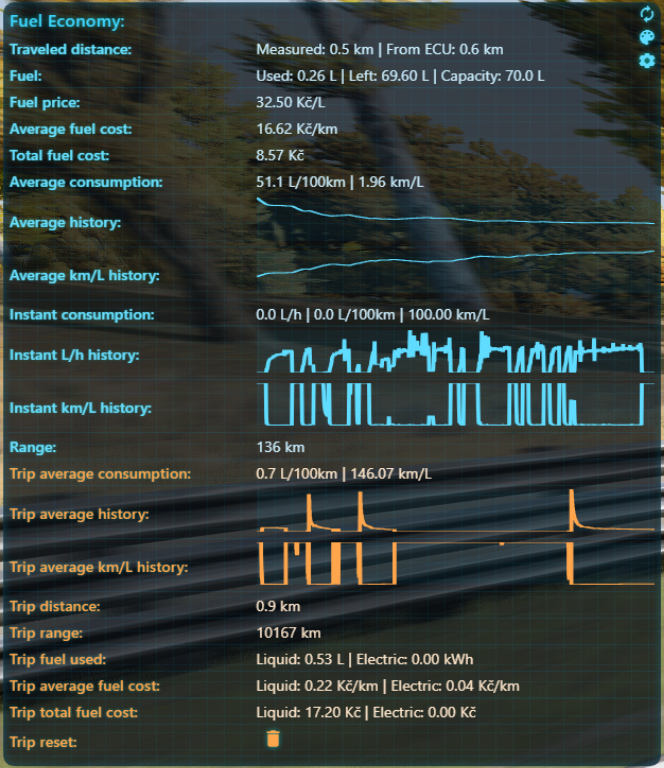 Fuel Economy:
Traveled distance: Measured: 0.5 km | From ECU: 0.6 km
Fuel: Used: 0.26 L | Left: 69.60 L | Capacity: 70.0 L
Fuel price: 32.50 Kč/L
Average fuel cost: 16.62 Kč/km
Total fuel cost: 8.57 Kč
Average consumption: 51.1 L/100km | 1.96 km/L
Average history:
Average km/L history:
Instant consumption: 0.0 L/h | 0.0 L/100km | 100.00 km/L
Instant L/h history:
Instant km/L history:
Range: 136 km
Trip average consumption: 0.7 L/100km | 146.07 km/L
Trip average history:
Trip average km/L history:
Trip distance: 0.9 km
Trip range: 10167 km
Trip fuel used: Liquid: 0.53 L | Electric: 0.00 kWh
Trip average fuel cost: Liquid: 0.22 Kč/km | Electric: 0.04 Kč/km
Trip total fuel cost: Liquid: 17.20 Kč | Electric: 0.00 Kč
Trip reset: